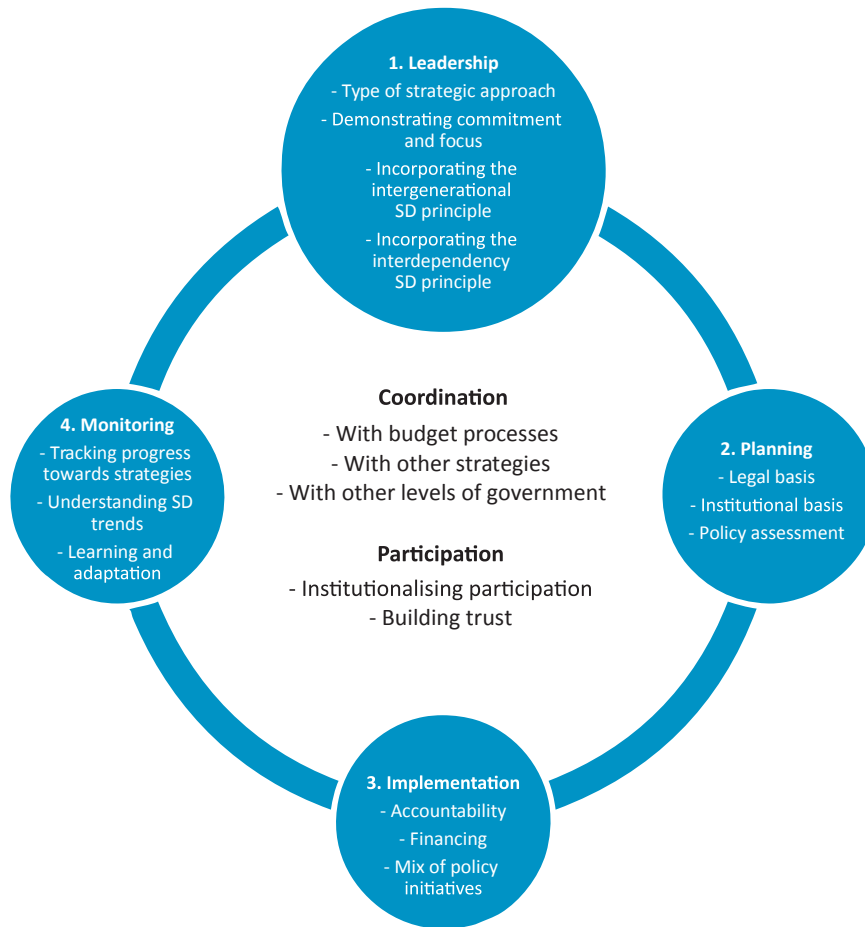 1. Leadership
- Type of strategic approach
- Demonstrating commitment
and focus
- Incorporating the
intergenerational
SD principle
- Incorporating the
interdependency
SD principle
Coordination
- With budget processes
- With other strategies
- With other levels of government
Participation
- Institutionalising participation
- Building trust
2. Planning
- Legal basis
- Institutional basis
- Policy assessment
3. Implementation
- Accountability
- Financing
- Mix of policy
initiatives
4. Monitoring
- Tracking progress
towards strategies
- Understanding SD
trends
- Learning and
adaptation